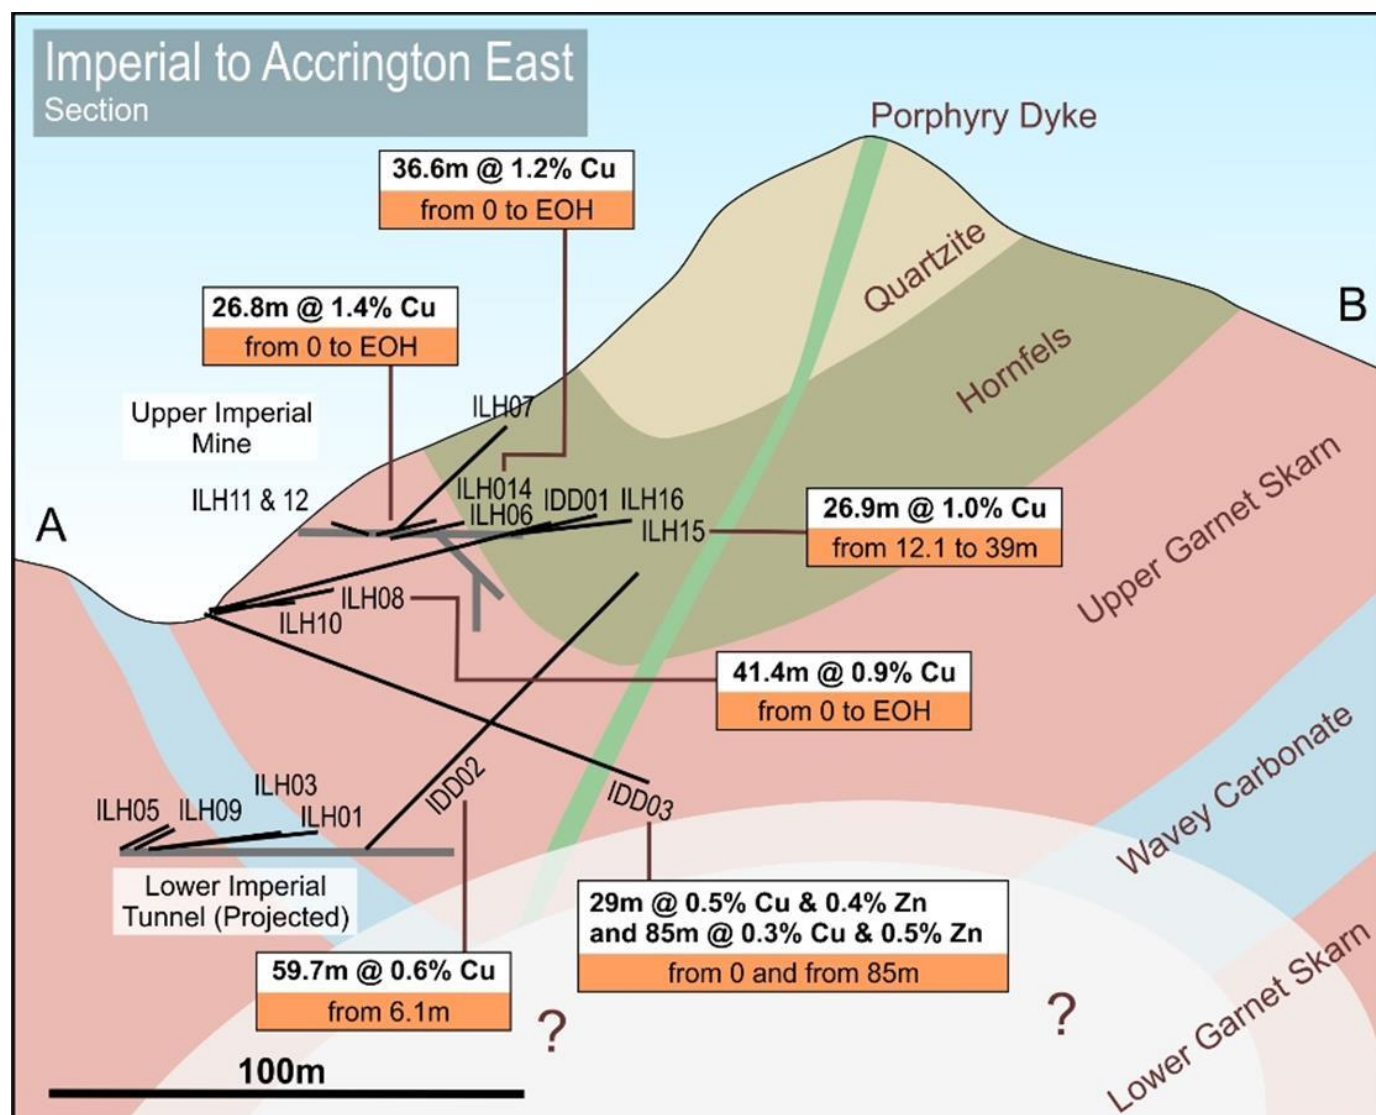 Imperial to Accrington East
Section
Porphyry Dyke
36.6m @ 1.2% Cu
from 0 to EOH
Quartzite
26.8m @ 1.4% Cu
from 0 to EOH
B
Hornfels
Upper Imperial
Mine
ILH07
ILH11 & 12
ILH014
ILH06
IDD01
ILH16
ILH15
A
26.9m @ 1.0% Cu
from 12.1 to 39m
Upper Garnet Skarn
ILH08
ILH10
41.4m @ 0.9% Cu
from 0 to EOH
Wavey Carbonate
ILH03
ILH05
ILH09
ILH01
IDD02
IDD03
Lower Imperial
Tunnel (Projected)
29m @ 0.5% Cu & 0.4% Zn
and 85m @ 0.3% Cu & 0.5% Zn
from 0 and from 85m
59.7m @ 0.6% Cu
from 6.1m
?
?
Lower Garnet Skarn
100m